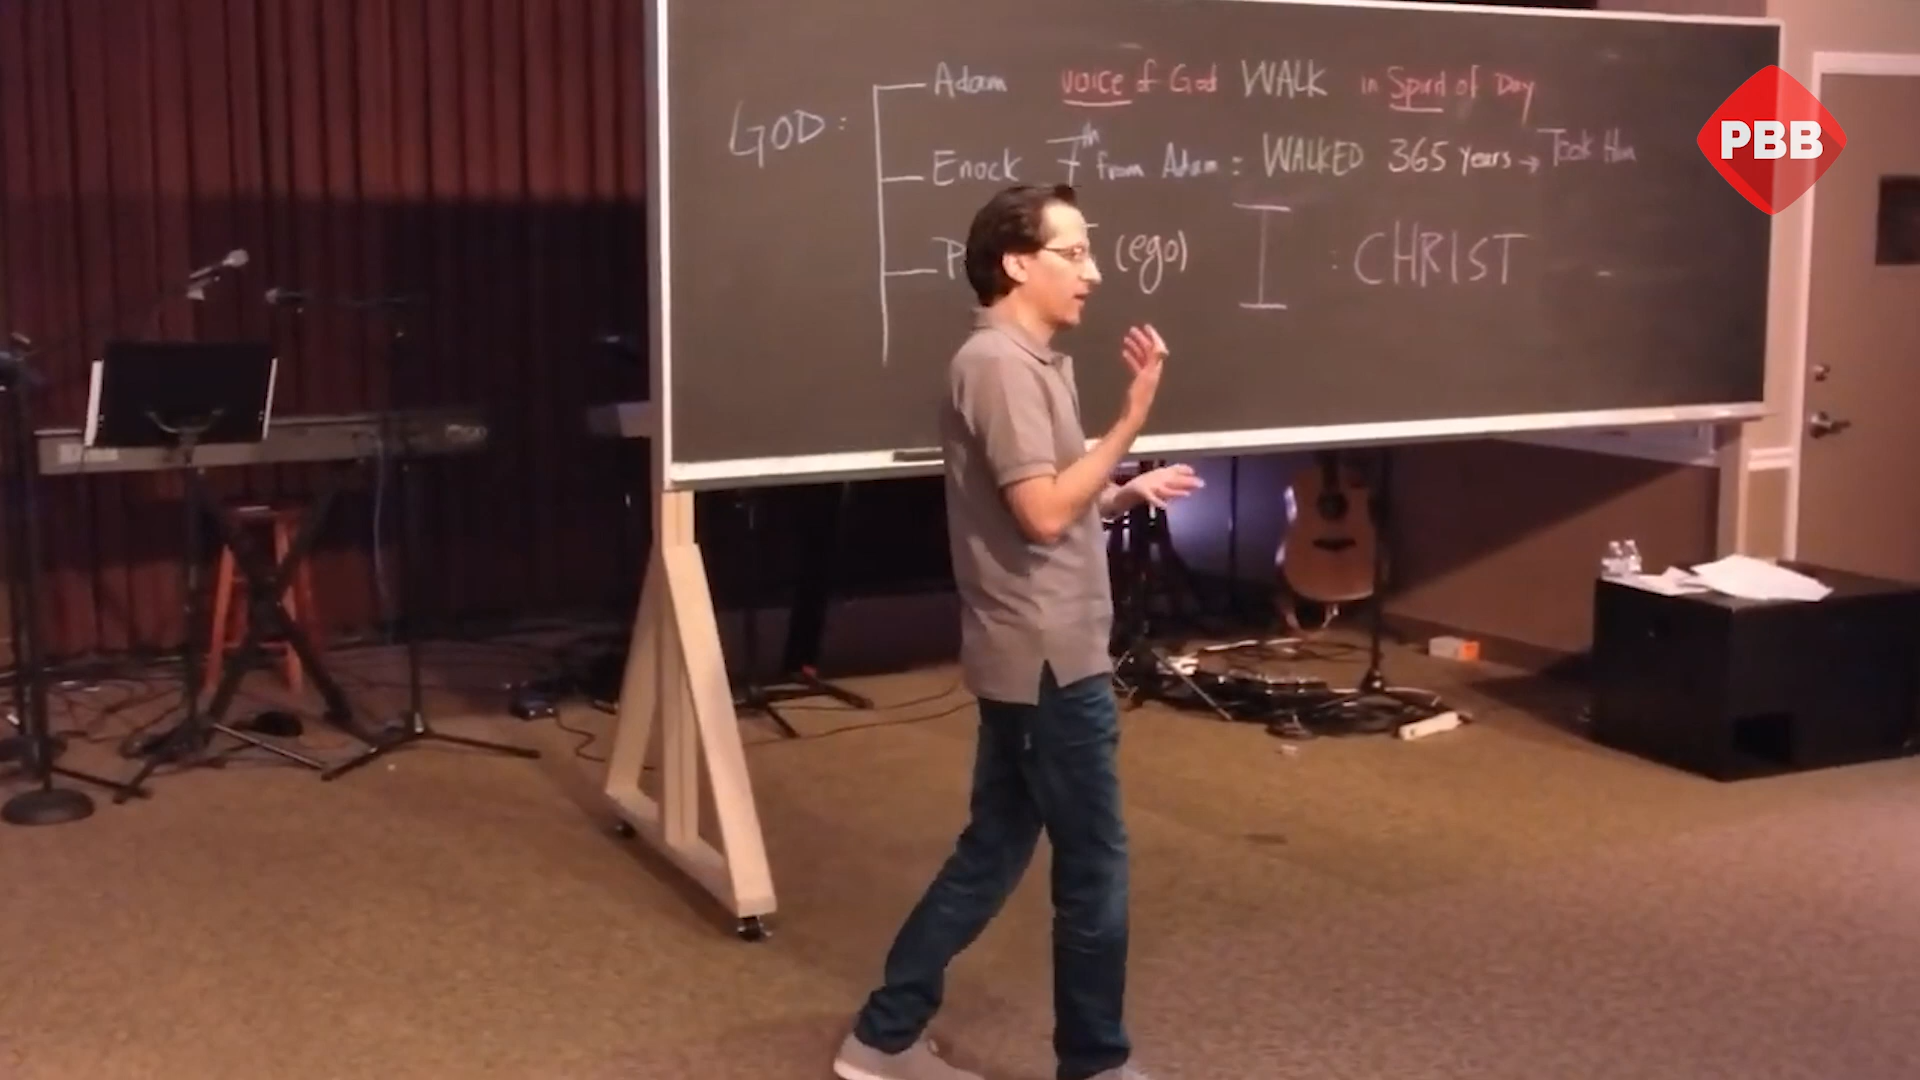 GOD :
Adam voice of God WALK in Spirit of Day
Enock 7th from Adam : WALKED 365 Years → Took Him
(ego) I : CHRIST
PBB